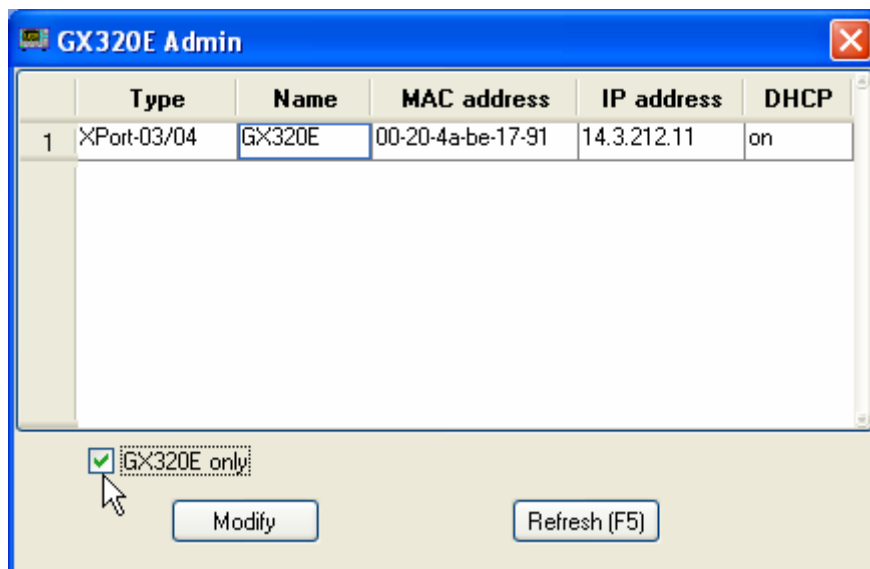 GX320E Admin
Type Name MAC address IP address DHCP
1 XPort-03/04 GX320E 00-20-4a-be-17-91 14.3.212.11 on
GX320E only
Modify Refresh (F5)